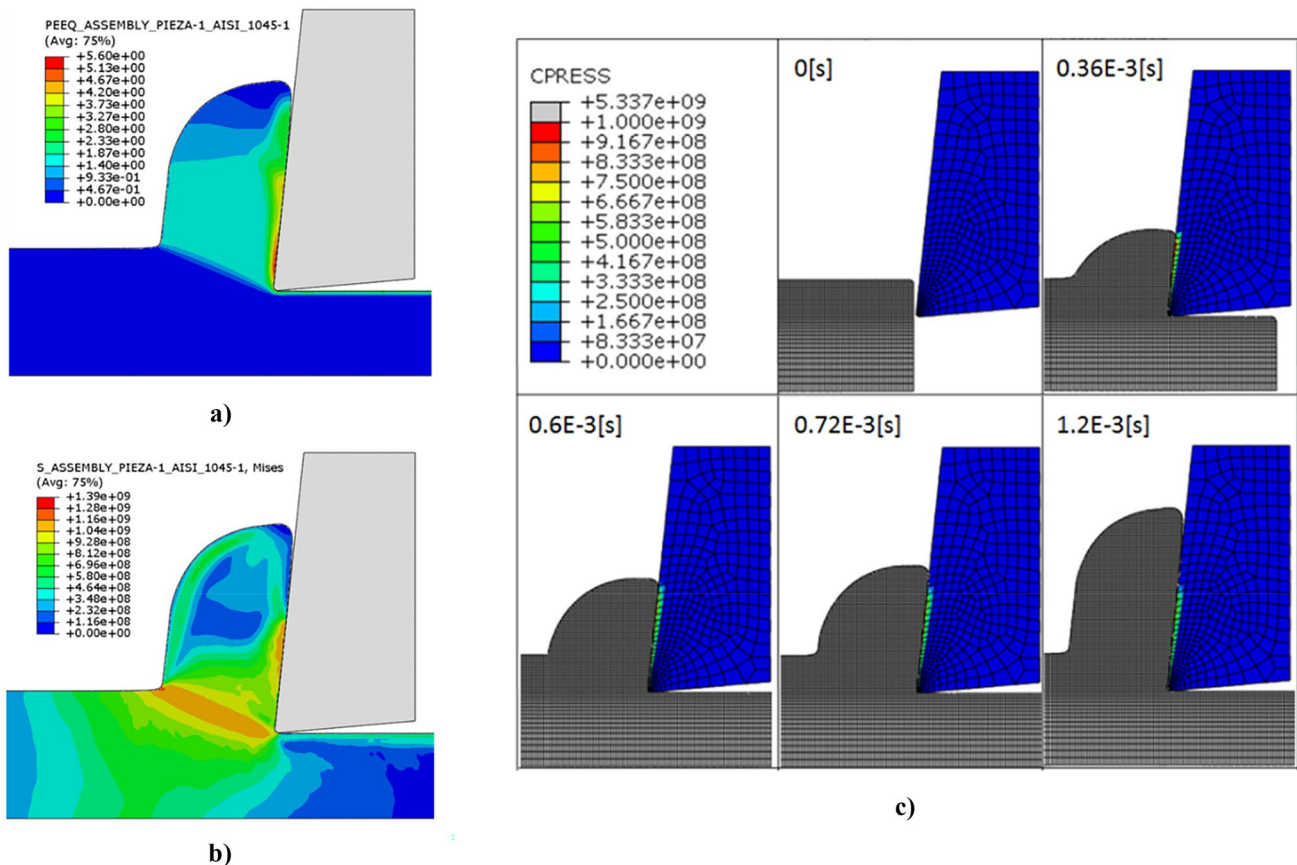 PEEQ_ASSEMBLY_PIEZA-1_AISI_1045-1
(Avg: 75%)
+5.60e+00
+5.13e+00
+4.67e+00
+4.20e+00
+3.73e+00
+3.27e+00
+2.80e+00
+2.33e+00
+1.87e+00
+1.40e+00
+9.33e-01
+4.67e-01
+0.00e+00
a)
S_ASSEMBLY_PIEZA-1_AISI_1045-1, Mises
(Avg: 75%)
+1.39e+09
+1.28e+09
+1.16e+09
+1.04e+09
+9.28e+08
+8.12e+08
+6.96e+08
+5.80e+08
+4.64e+08
+3.48e+08
+2.32e+08
+1.16e+08
+0.00e+00
b)
CPRESS
+5.337e+09
+1.000e+09
+9.167e+08
+8.333e+08
+7.500e+08
+6.667e+08
+5.833e+08
+5.000e+08
+4.167e+08
+3.333e+08
+2.500e+08
+1.667e+08
+8.333e+07
+0.000e+00
0[s]
0.36E-3[s]
0.6E-3[s]
0.72E-3[s]
1.2E-3[s]
c)